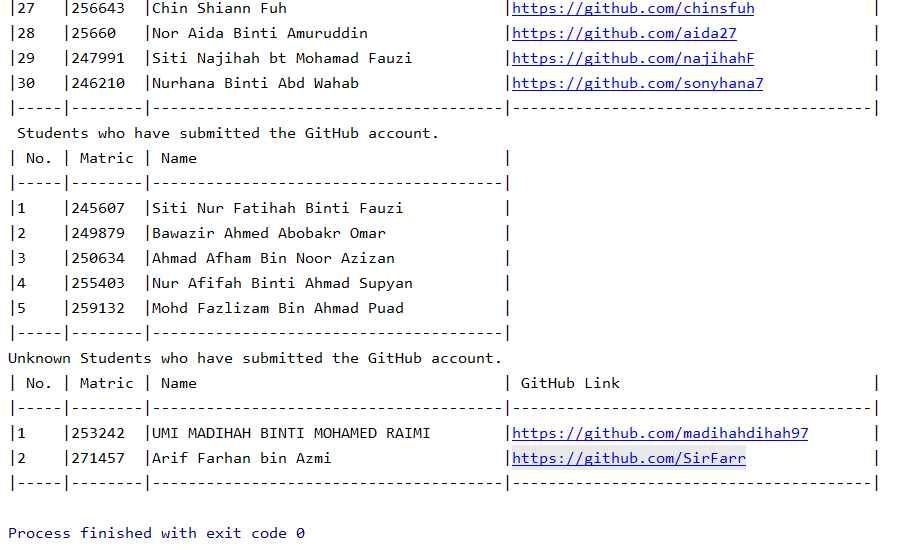 |27   |256643  |Chin Shiann Fuh                        |https://github.com/chinsfuh             |
|28   |25660   |Nor Aida Binti Amuruddin               |https://github.com/aida27               |
|29   |247991  |Siti Najihah bt Mohamad Fauzi          |https://github.com/najihahF             |
|30   |246210  |Nurhana Binti Abd Wahab                |https://github.com/sonyhana7            |
|-----|--------|---------------------------------------|----------------------------------------|
 Students who have submitted the GitHub account.
| No. | Matric | Name                                  |
|-----|--------|---------------------------------------|
|1    |245607  |Siti Nur Fatihah Binti Fauzi           |
|2    |249879  |Bawazir Ahmed Abobakr Omar             |
|3    |250634  |Ahmad Afham Bin Noor Azizan            |
|4    |255403  |Nur Afifah Binti Ahmad Supyan          |
|5    |259132  |Mohd Fazlizam Bin Ahmad Puad           |
|-----|--------|---------------------------------------|
Unknown Students who have submitted the GitHub account.
| No. | Matric | Name                                  | GitHub Link                            |
|-----|--------|---------------------------------------|----------------------------------------|
|1    |253242  |UMI MADIHAH BINTI MOHAMED RAIMI        |https://github.com/madihahdihah97       |
|2    |271457  |Arif Farhan bin Azmi                   |https://github.com/SirFarr              |
|-----|--------|---------------------------------------|----------------------------------------|
Process finished with exit code 0